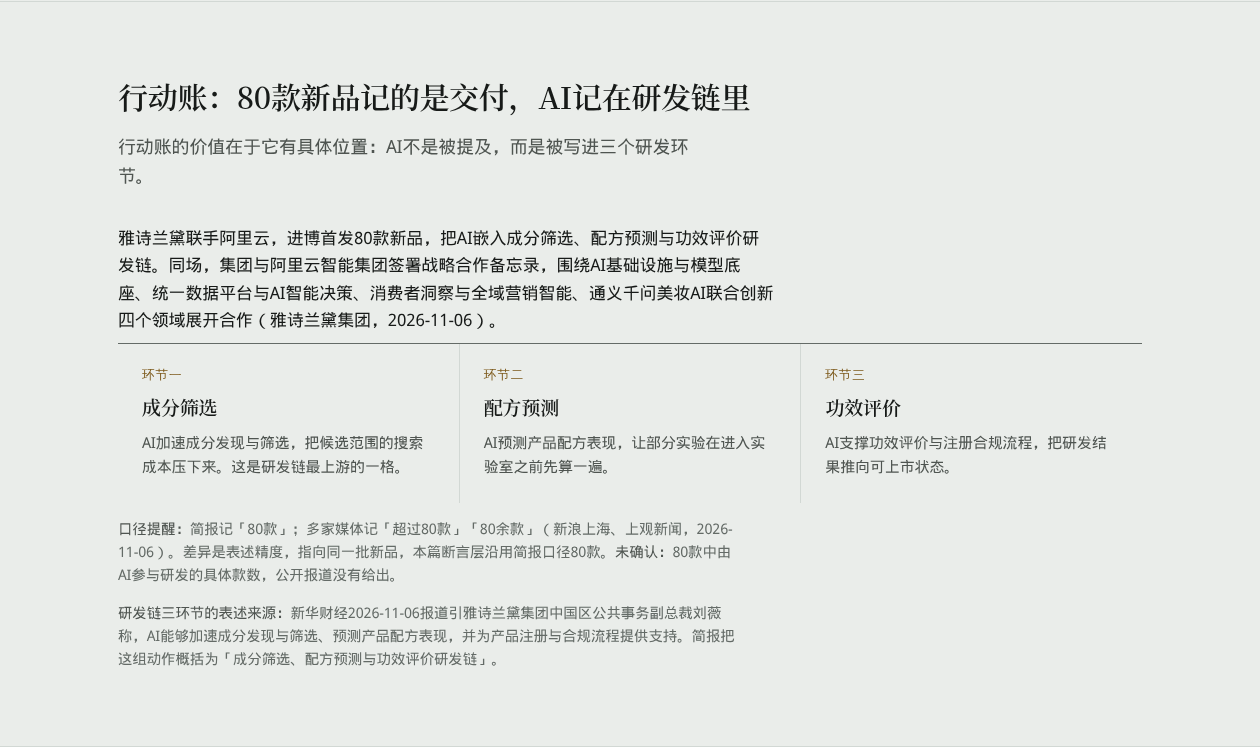 行动账：80款新品记的是交付，AI记在研发链里
行动账的价值在于它有具体位置：AI不是被提及，而是被写进三个研发环
节。
雅诗兰黛联手阿里云，进博首发80款新品，把AI嵌入成分筛选、配方预测与功效评价研
发链。同场，集团与阿里云智能集团签署战略合作备忘录，围绕AI基础设施与模型底
座、统一数据平台与AI智能决策、消费者洞察与全域营销智能、通义千问美妆AI联合创新
四个领域展开合作（雅诗兰黛集团，2026-11-06）。
环节一
成分筛选
AI加速成分发现与筛选，把候选范围的搜索
成本压下来。这是研发链最上游的一格。
环节二
配方预测
AI预测产品配方表现，让部分实验在进入实
验室之前先算一遍。
环节三
功效评价
AI支撑功效评价与注册合规流程，把研发结
果推向可上市状态。
口径提醒：简报记「80款」；多家媒体记「超过80款」「80余款」（新浪上海、上观新闻，2026-
11-06）。差异是表述精度，指向同一批新品，本篇断言层沿用简报口径80款。未确认：80款中由
AI参与研发的具体款数，公开报道没有给出。
研发链三环节的表述来源：新华财经2026-11-06报道引雅诗兰黛集团中国区公共事务副总裁刘薇
称，AI能够加速成分发现与筛选、预测产品配方表现，并为产品注册与合规流程提供支持。简报把
这组动作概括为「成分筛选、配方预测与功效评价研发链」。